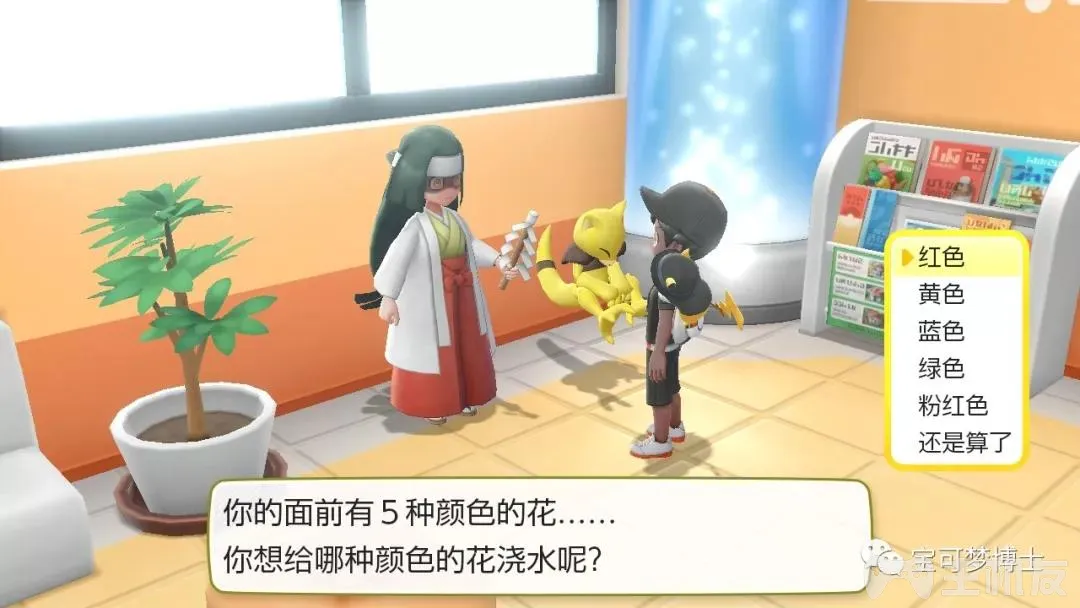 红色
黄色
蓝色
绿色
粉红色
还是算了
你的面前有5种颜色的花……
你想给哪种颜色的花浇水呢?
宝可梦博士